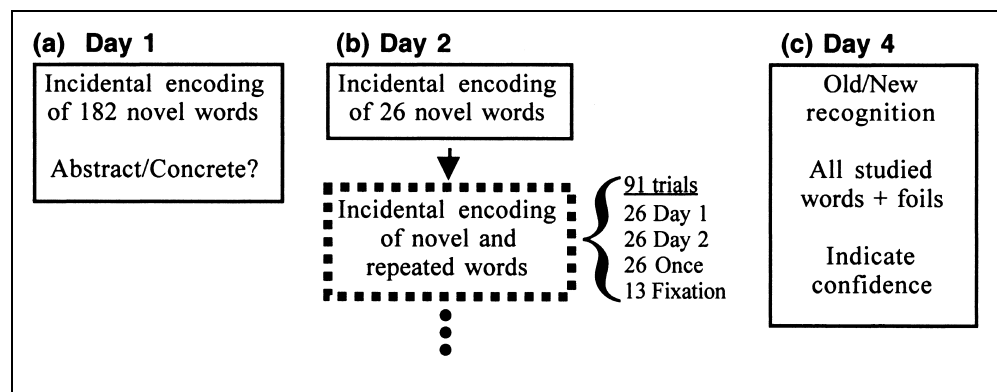 (a) Day 1
Incidental encoding
of 182 novel words
Abstract/Concrete?
(b) Day 2
Incidental encoding
of 26 novel words
Incidental encoding
of novel and
repeated words
91 trials
26 Day 1
26 Day 2
26 Once
13 Fixation
(c) Day 4
Old/New
recognition
All studied
words + foils
Indicate
confidence